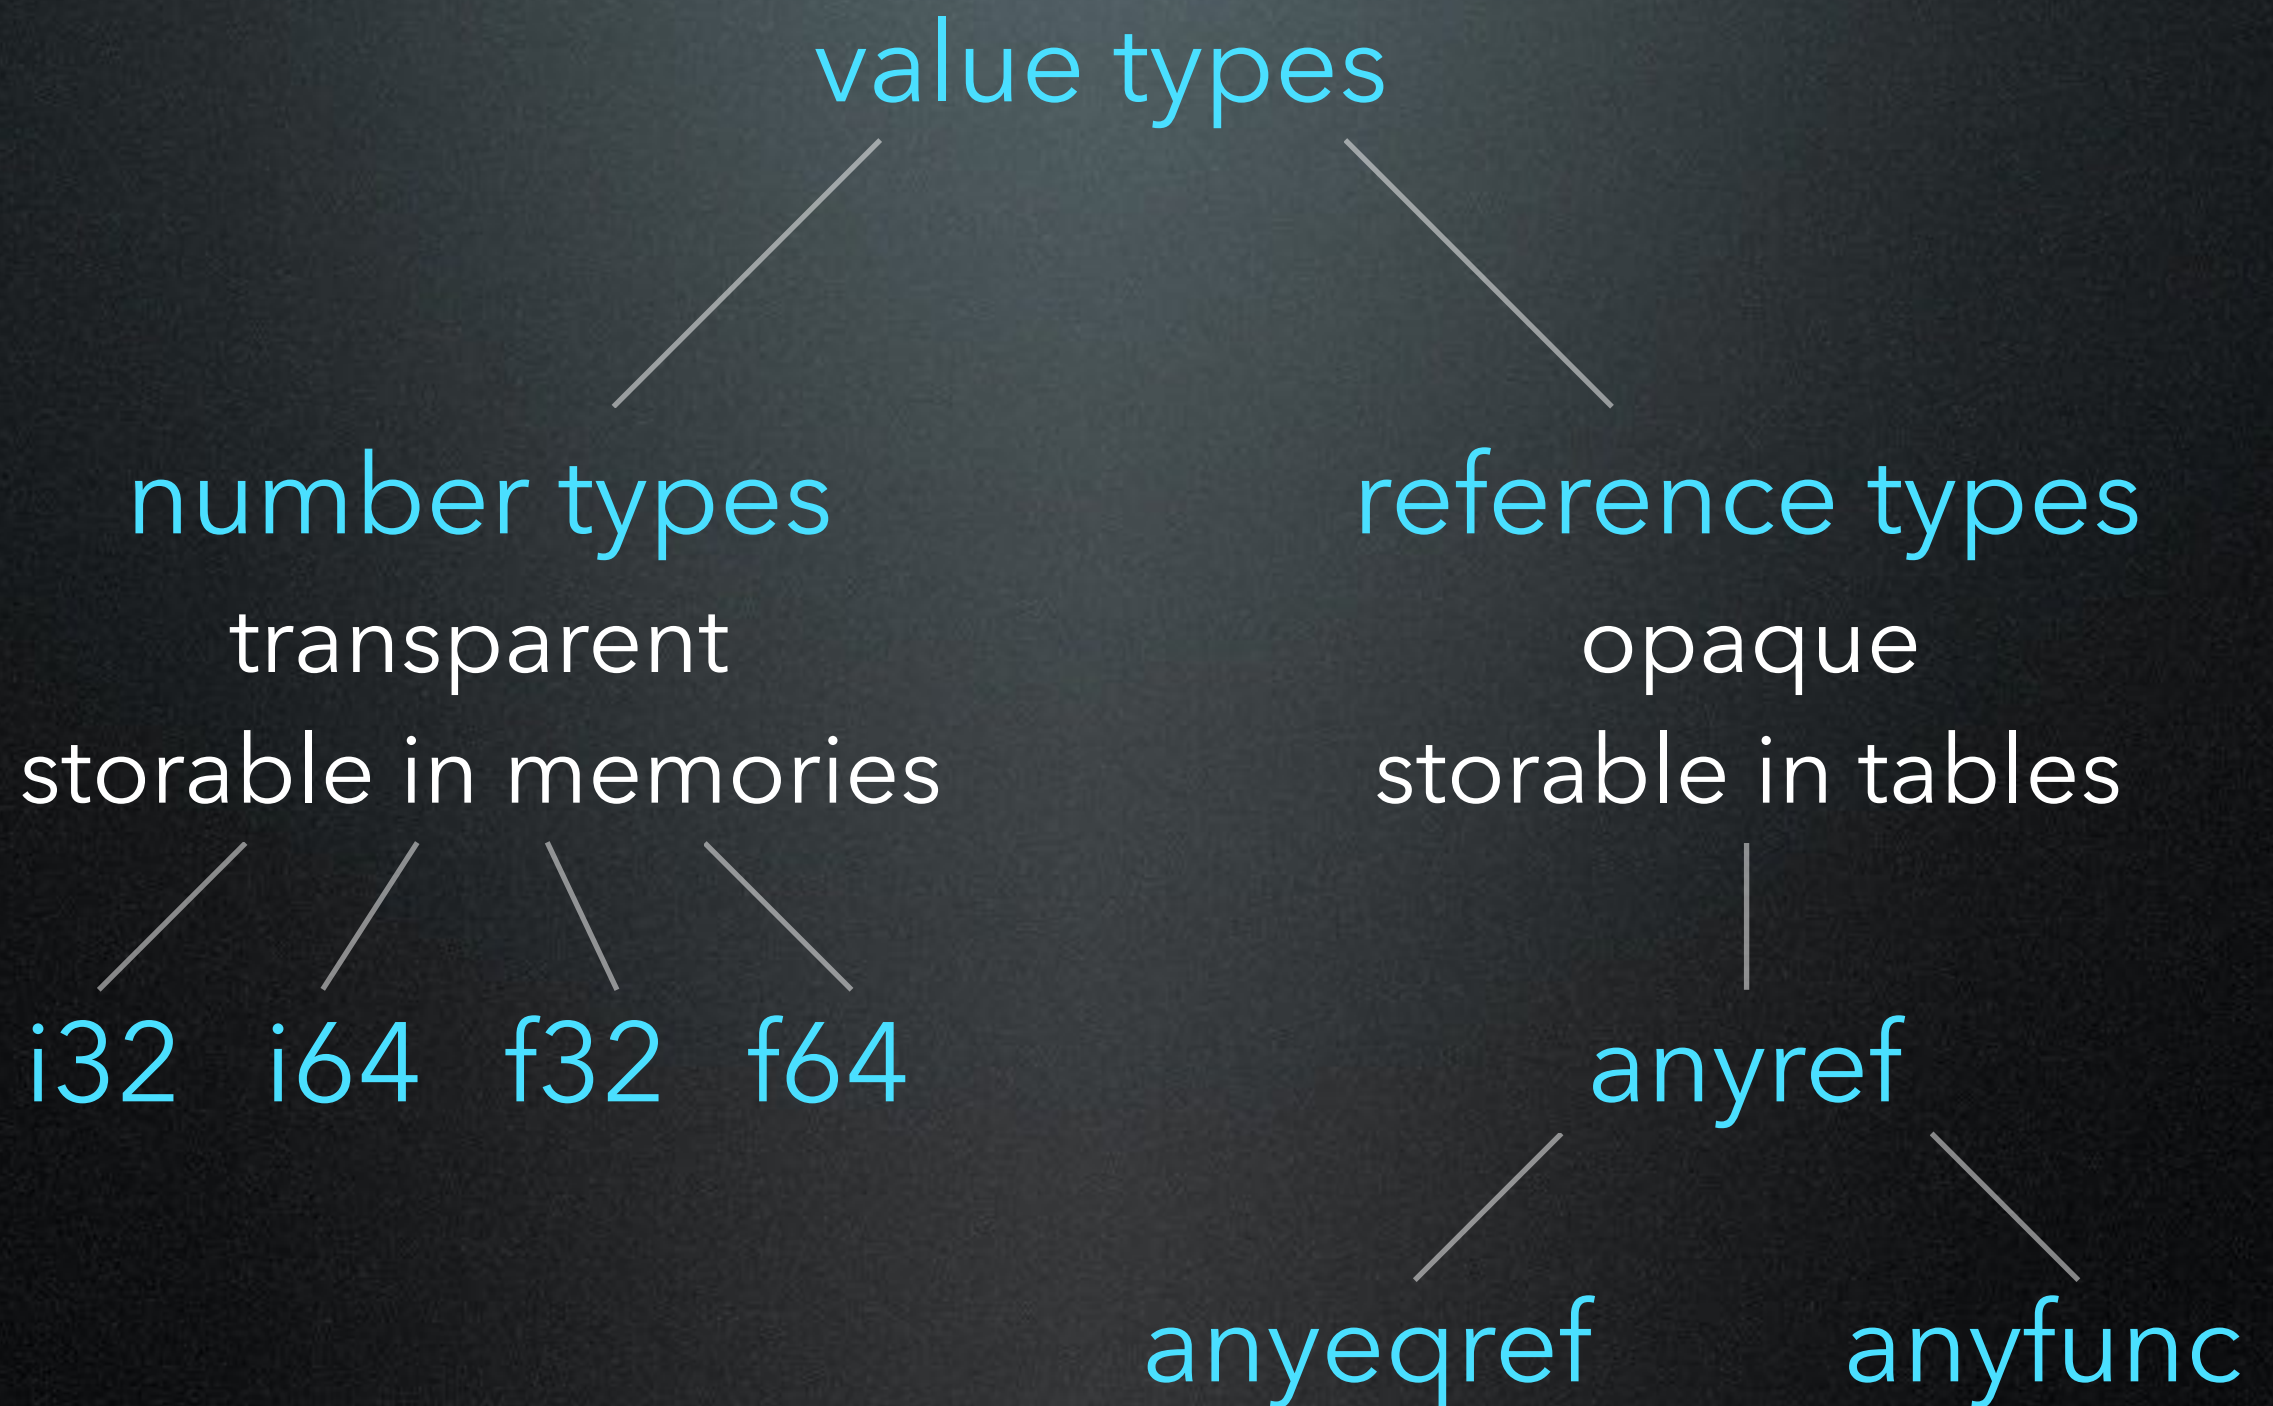 value types
number types
reference types
transparent
opaque
storable in memories
storable in tables
i32 i64 f32 f64
anyref
anyeqref
anyfunc